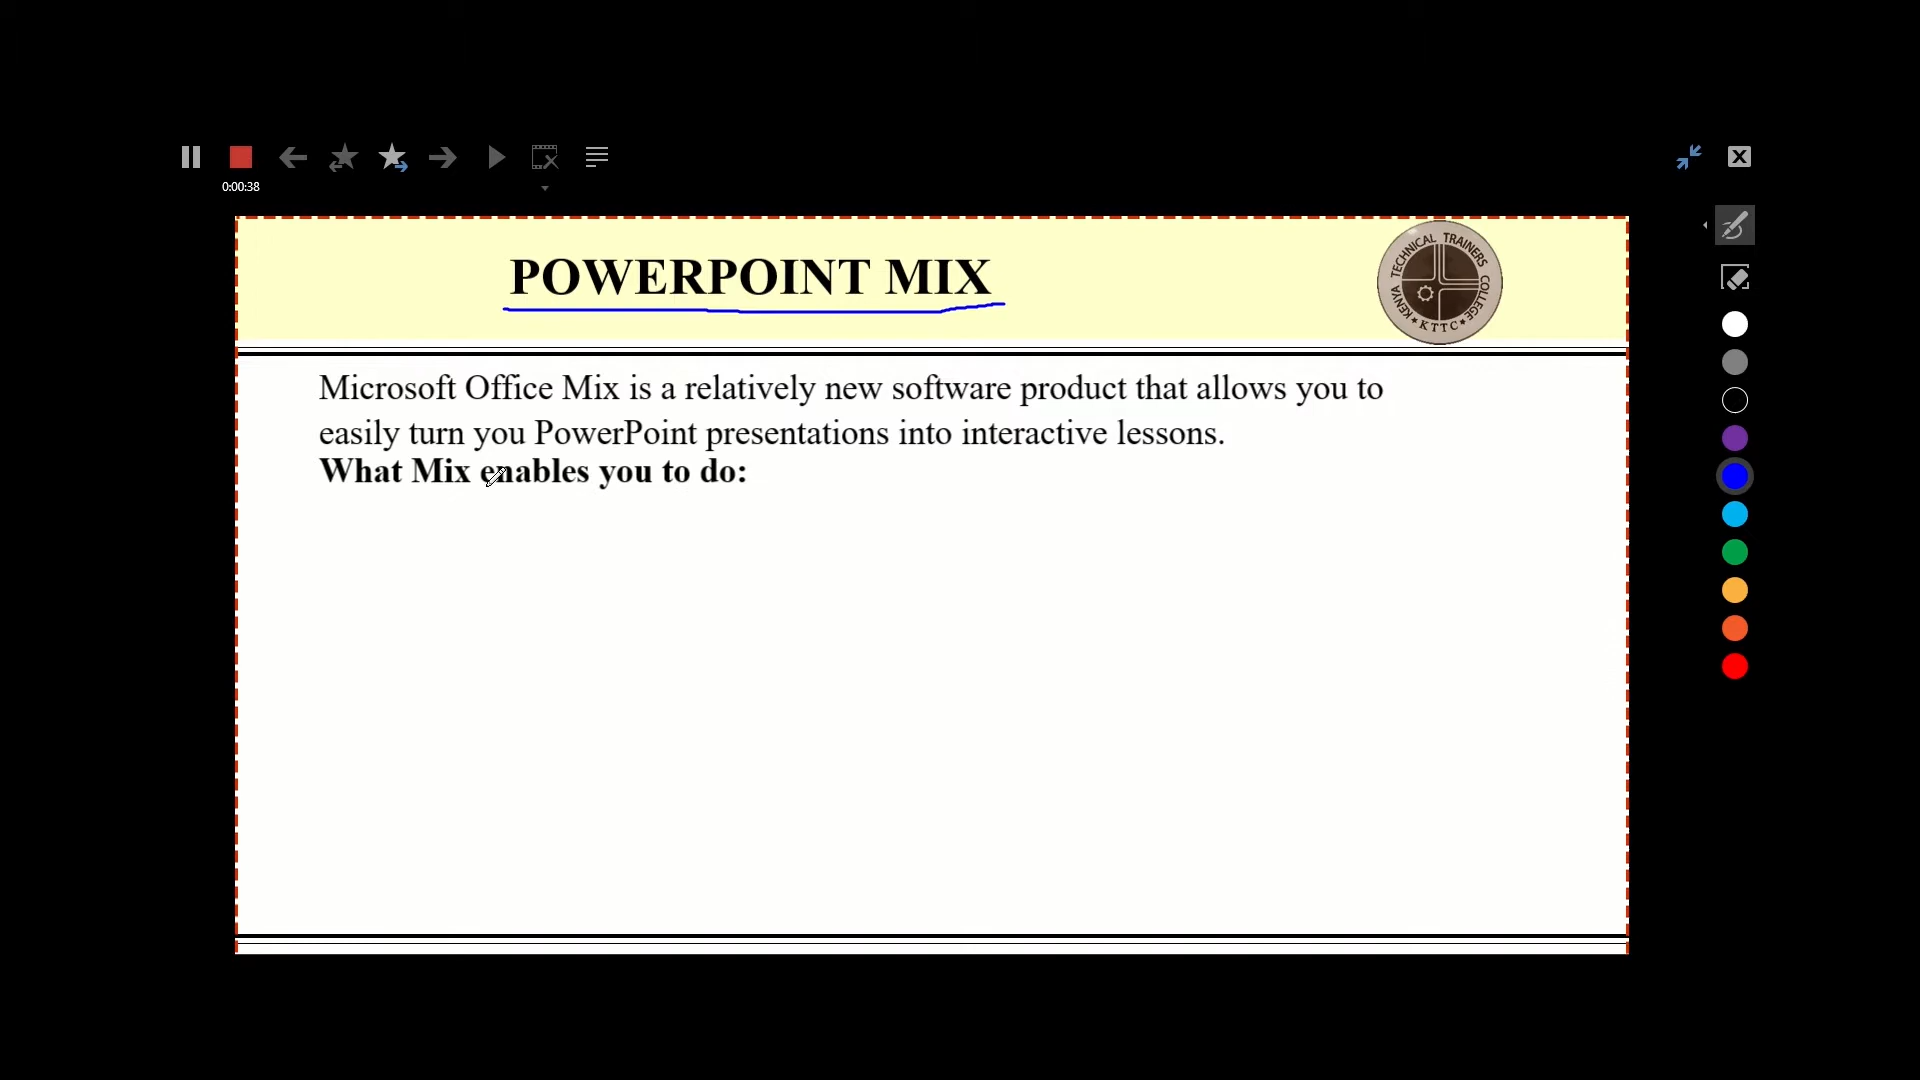 0:00:38
POWERPOINT MIX
KENYA TECHNICAL TRAINERS COLLEGE
KTTC
Microsoft Office Mix is a relatively new software product that allows you to
easily turn you PowerPoint presentations into interactive lessons.
What Mix enables you to do: